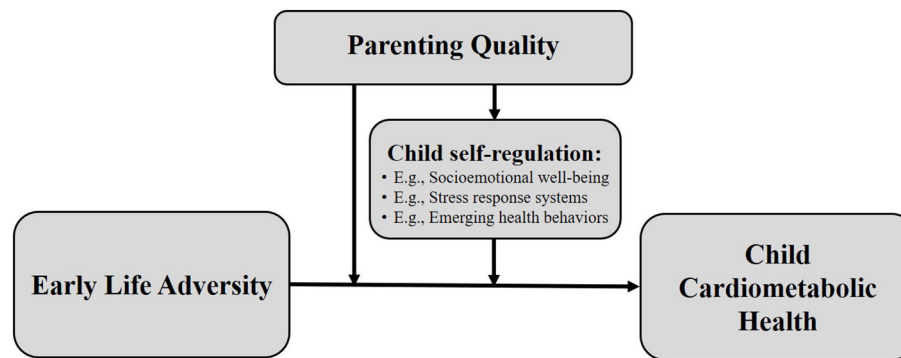 Parenting Quality
Child self-regulation:
• E.g., Socioemotional well-being
• E.g., Stress response systems
• E.g., Emerging health behaviors
Early Life Adversity
Child
Cardiometabolic
Health